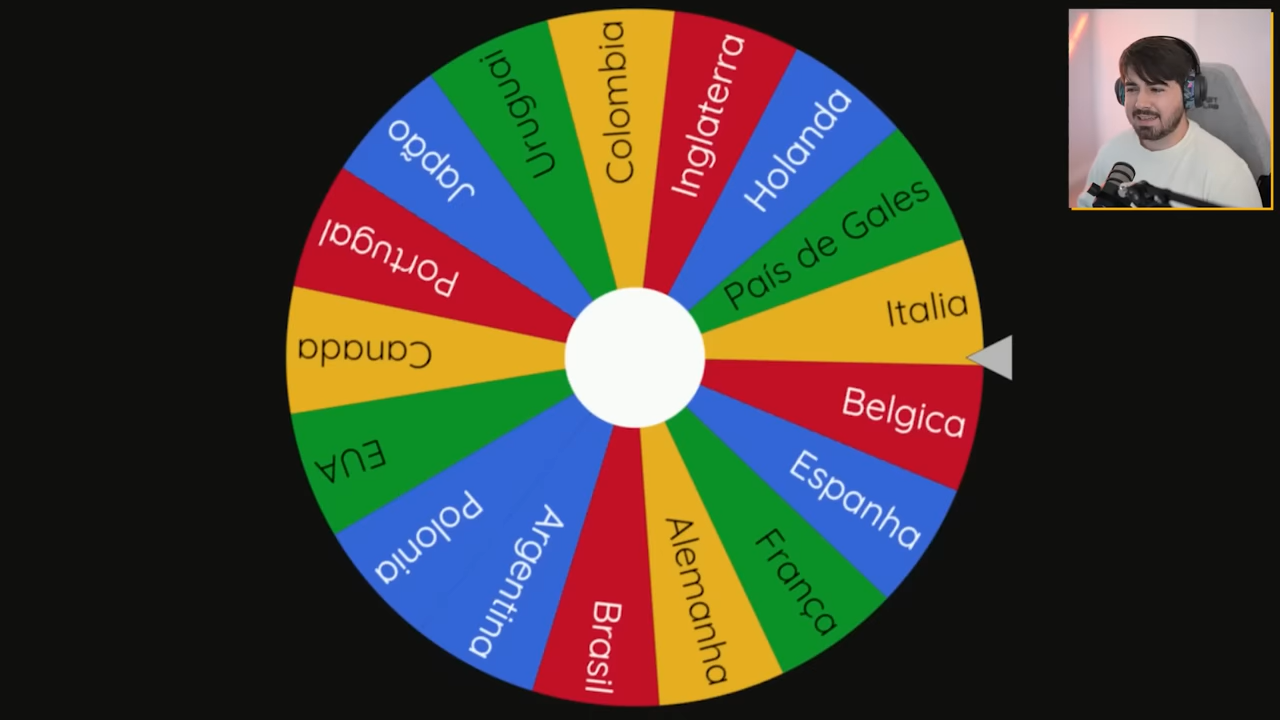 Colombia
Inglaterra
Holanda
País de Gales
Italia
Belgica
Espanha
França
Alemanha
Brasil
Argentina
Polonia
EUA
Canada
Portugal
Japão
Uruguai